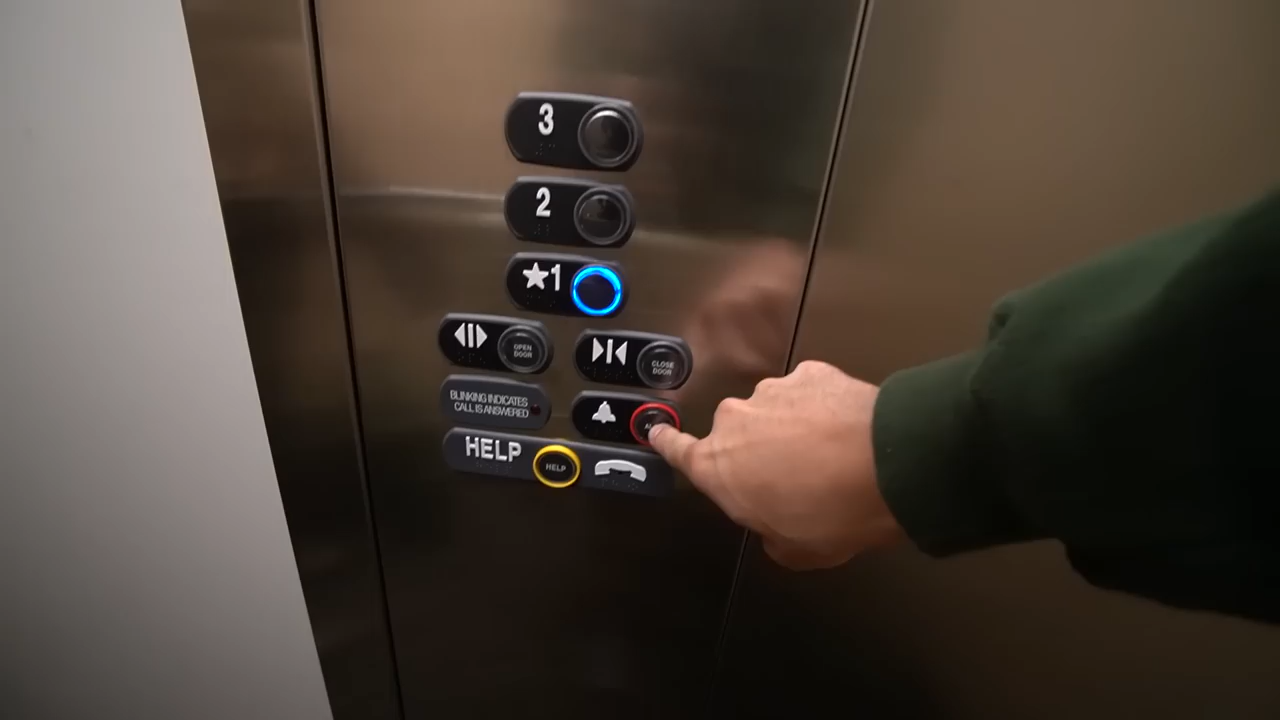 3
2
★1
OPEN
DOOR
CLOSE
DOOR
BLINKING INDICATES
CALL IS ANSWERED
HELP
HELP